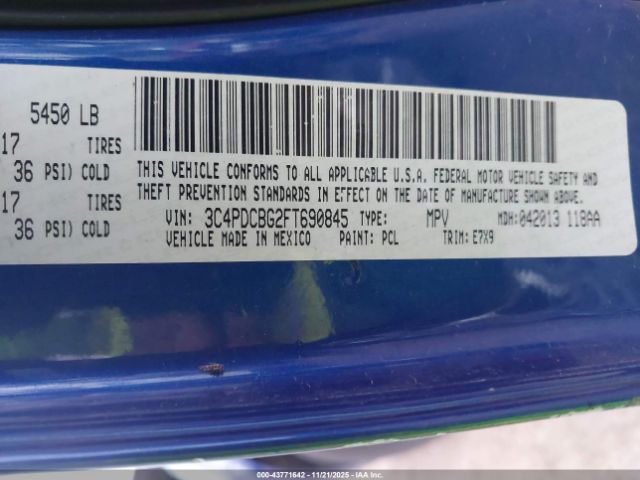 5450 LB
17 TIRES
36 PSI) COLD
17 TIRES
36 PSI) COLD
THIS VEHICLE CONFORMS TO ALL APPLICABLE U.S.A. FEDERAL MOTOR VEHICLE SAFETY AND
THEFT PREVENTION STANDARDS IN EFFECT ON THE DATE OF MANUFACTURE SHOWN ABOVE.
VIN: 3C4PDCBG2FT690845 TYPE: MPV MDH:042013 118AA
VEHICLE MADE IN MEXICO PAINT: PCL TRIM: E7X9
000-43771642 - 11/21/2025 - IAAI, Inc.